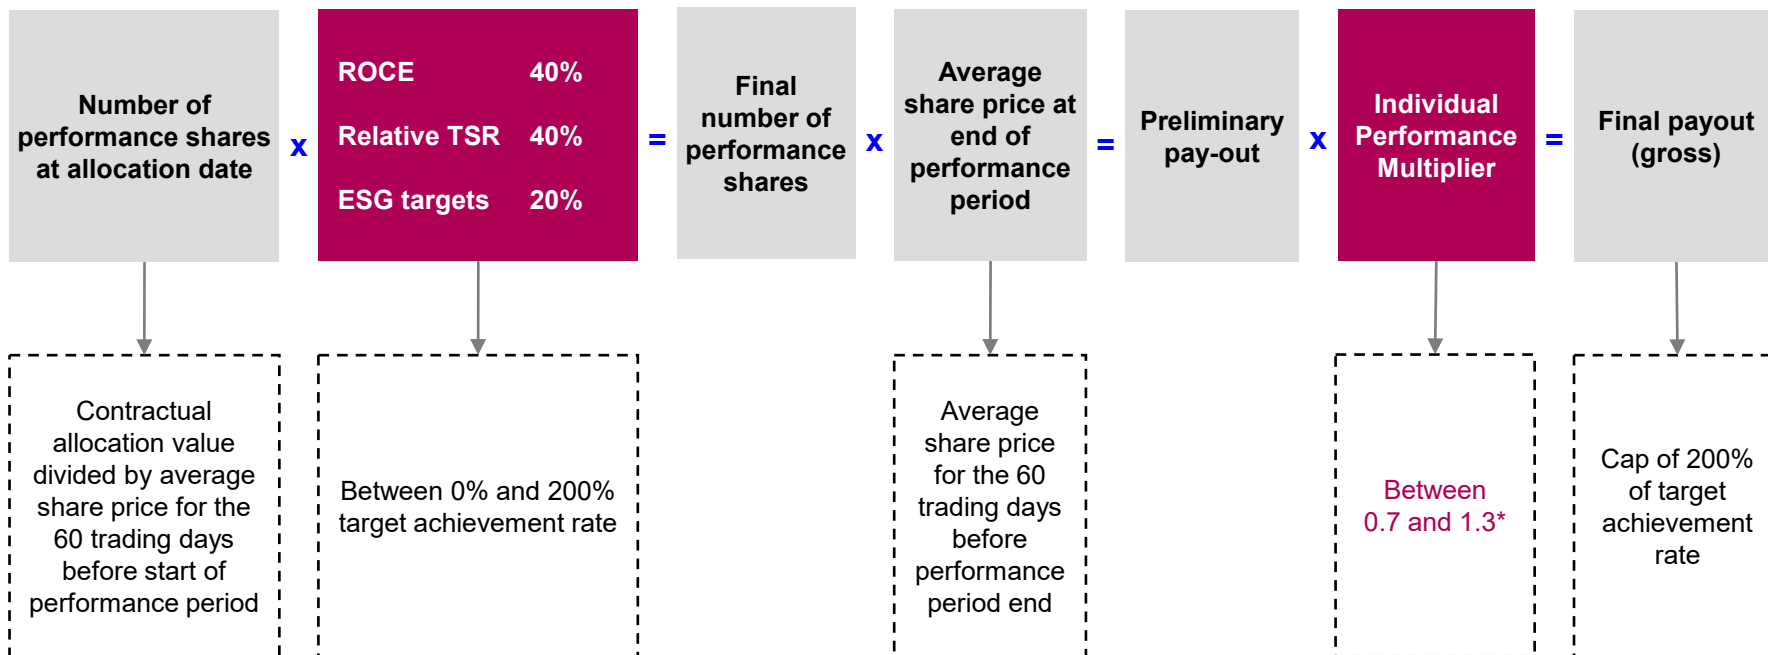 Number of
performance shares
at allocation date
x
ROCE 40%
Relative TSR 40%
ESG targets 20%
=
Final
number of
performance
shares
x
Average
share price at
end of
performance
period
=
Preliminary
pay-out
x
Individual
Performance
Multiplier
=
Final payout
(gross)
Contractual
allocation value
divided by average
share price for the
60 trading days
before start of
performance period
Between 0% and 200%
target achievement rate
Average
share price
for the 60
trading days
before
performance
period end
Between
0.7 and 1.3*
Cap of 200%
of target
achievement
rate